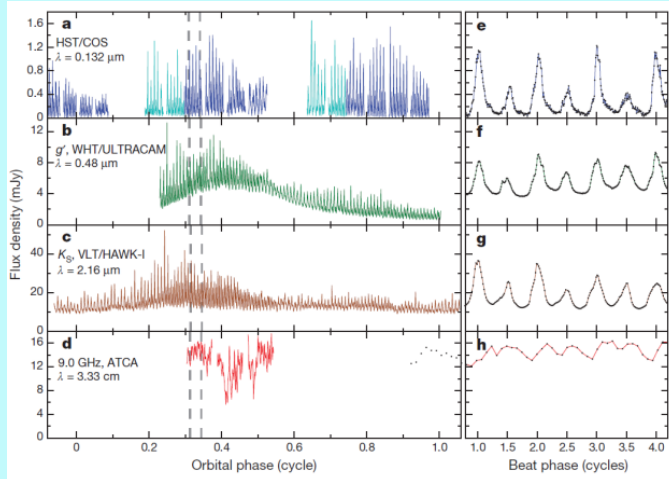 a
HST/COS
λ = 0.132 μm
1.6
1.2
0.8
0.4
0
b
g′, WHT/ULTRACAM
λ = 0.48 μm
12
8
4
0
c
KS, VLT/HAWK-I
λ = 2.16 μm
40
20
0
d
9.0 GHz, ATCA
λ = 3.33 cm
16
12
8
4
0
Flux density (mJy)
0 0.2 0.4 0.6 0.8 1.0
Orbital phase (cycle)
e
f
g
h
1.0 1.5 2.0 2.5 3.0 3.5 4.0
Beat phase (cycles)